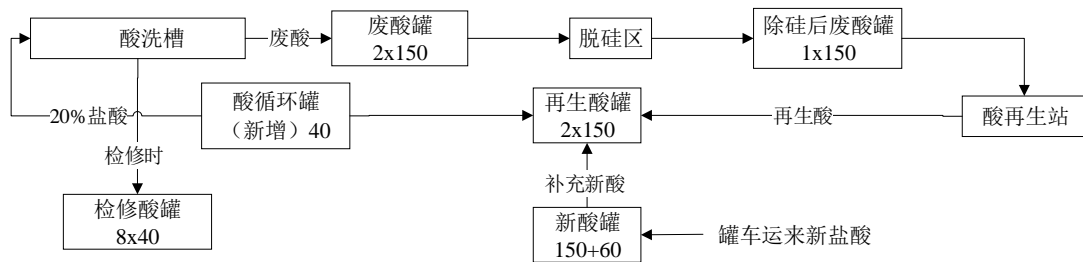 酸洗槽
废酸
废酸罐
2x150
脱硅区
除硅后废酸罐
1x150
20%盐酸
酸循环罐
（新增）40
再生酸罐
2x150
再生酸
酸再生站
检修时
补充新酸
检修酸罐
8x40
新酸罐
150+60
罐车运来新盐酸